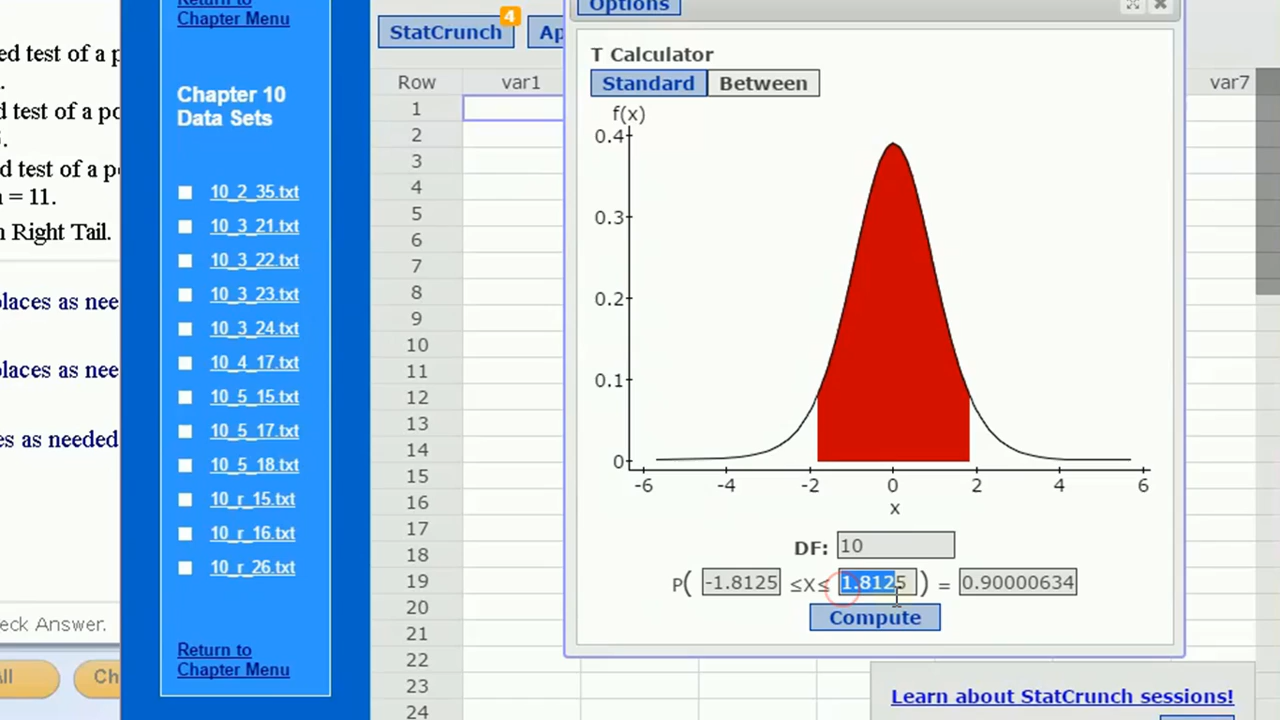 Return to
Chapter Menu
ed test of a p
.
d test of a po
.
d test of a p
= 11.
Right Tail.
laces as need
laces as nee
es as needed
eck Answer.
ll
Ch
Chapter 10
Data Sets
10_2_35.txt
10_3_21.txt
10_3_22.txt
10_3_23.txt
10_3_24.txt
10_4_17.txt
10_5_15.txt
10_5_17.txt
10_5_18.txt
10_r_15.txt
10_r_16.txt
10_r_26.txt
Return to
Chapter Menu
StatCrunch
4
Ap
Row var1 var7
1
2
3
4
5
6
7
8
9
10
11
12
13
14
15
16
17
18
19
20
21
22
23
24
Options
T Calculator
Standard Between
f(x)
0.4
0.3
0.2
0.1
0
-6 -4 -2 0 2 4 6
x
DF: 10
P( -1.8125 ≤X≤ 1.8125 ) = 0.90000634
Compute
Learn about StatCrunch sessions!